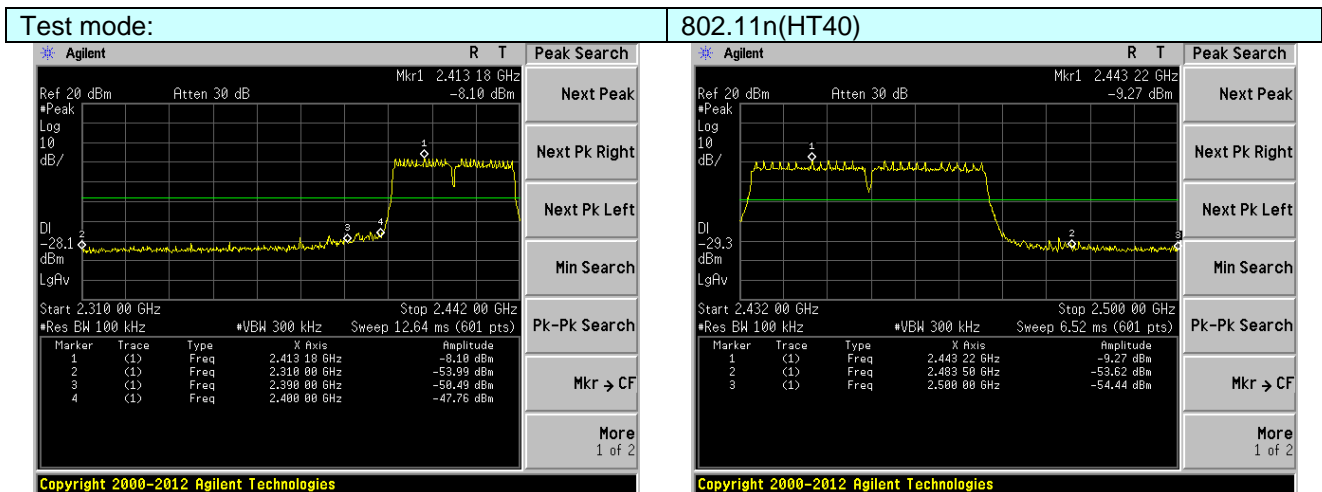 Test mode: 802.11n(HT40)
Agilent R T Peak Search
Mkr1 2.413 18 GHz
Ref 20 dBm Atten 30 dB -8.10 dBm
#Peak
Log
10
dB/
1
3
4
2
DI
-28.1
dBm
LgAv
Start 2.310 00 GHz Stop 2.442 00 GHz
#Res BW 100 kHz #VBW 300 kHz Sweep 12.64 ms (601 pts)
Marker Trace Type X Axis Amplitude
1 (1) Freq 2.413 18 GHz -8.10 dBm
2 (1) Freq 2.310 00 GHz -53.99 dBm
3 (1) Freq 2.390 00 GHz -50.49 dBm
4 (1) Freq 2.400 00 GHz -47.76 dBm
Next Peak
Next Pk Right
Next Pk Left
Min Search
Pk-Pk Search
Mkr → CF
More
1 of 2
Copyright 2000-2012 Agilent Technologies
Agilent R T Peak Search
Mkr1 2.443 22 GHz
Ref 20 dBm Atten 30 dB -9.27 dBm
#Peak
Log
10
dB/
1
2
3
DI
-29.3
dBm
LgAv
Start 2.432 00 GHz Stop 2.500 00 GHz
#Res BW 100 kHz #VBW 300 kHz Sweep 6.52 ms (601 pts)
Marker Trace Type X Axis Amplitude
1 (1) Freq 2.443 22 GHz -9.27 dBm
2 (1) Freq 2.483 50 GHz -53.62 dBm
3 (1) Freq 2.500 00 GHz -54.44 dBm
Next Peak
Next Pk Right
Next Pk Left
Min Search
Pk-Pk Search
Mkr → CF
More
1 of 2
Copyright 2000-2012 Agilent Technologies